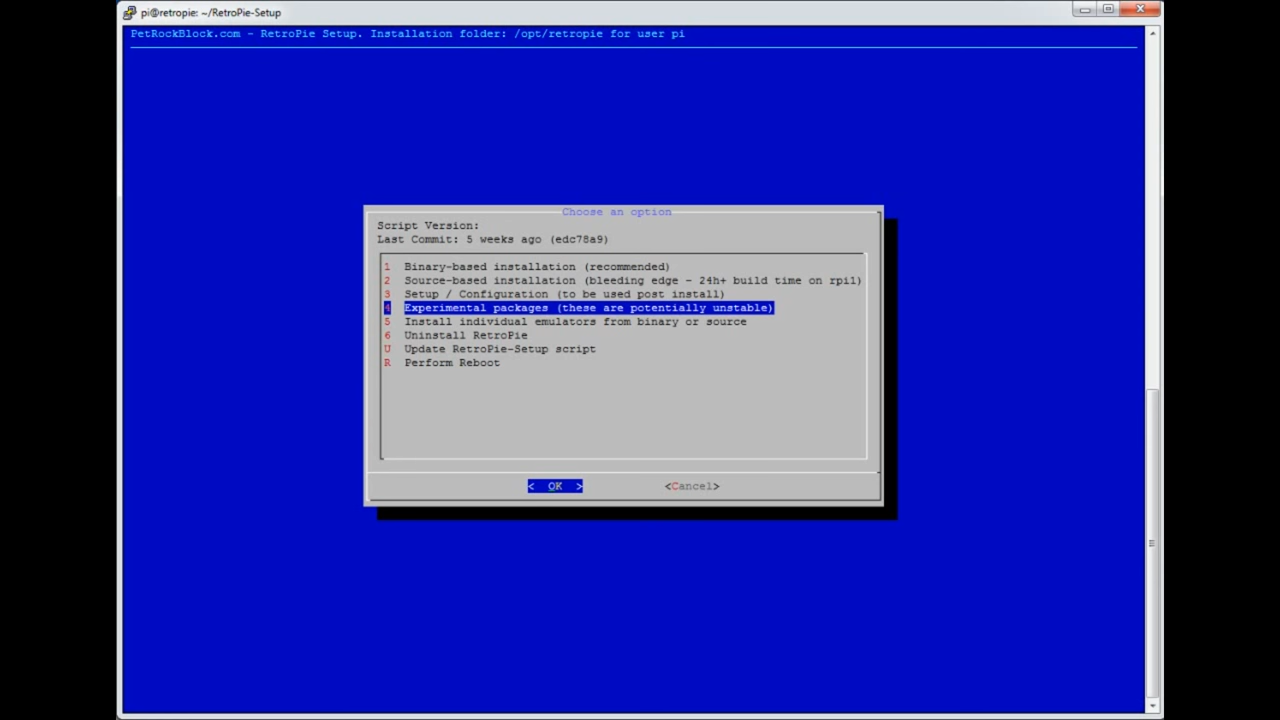 pi@retropie: ~/RetroPie-Setup
PetRockBlock.com - RetroPie Setup. Installation folder: /opt/retropie for user pi
Choose an option
Script Version:
Last Commit: 5 weeks ago (edc78a9)
1 Binary-based installation (recommended)
2 Source-based installation (bleeding edge - 24h+ build time on rpi1)
3 Setup / Configuration (to be used post install)
4 Experimental packages (these are potentially unstable)
5 Install individual emulators from binary or source
6 Uninstall RetroPie
U Update RetroPie-Setup script
R Perform Reboot
< OK > <Cancel>